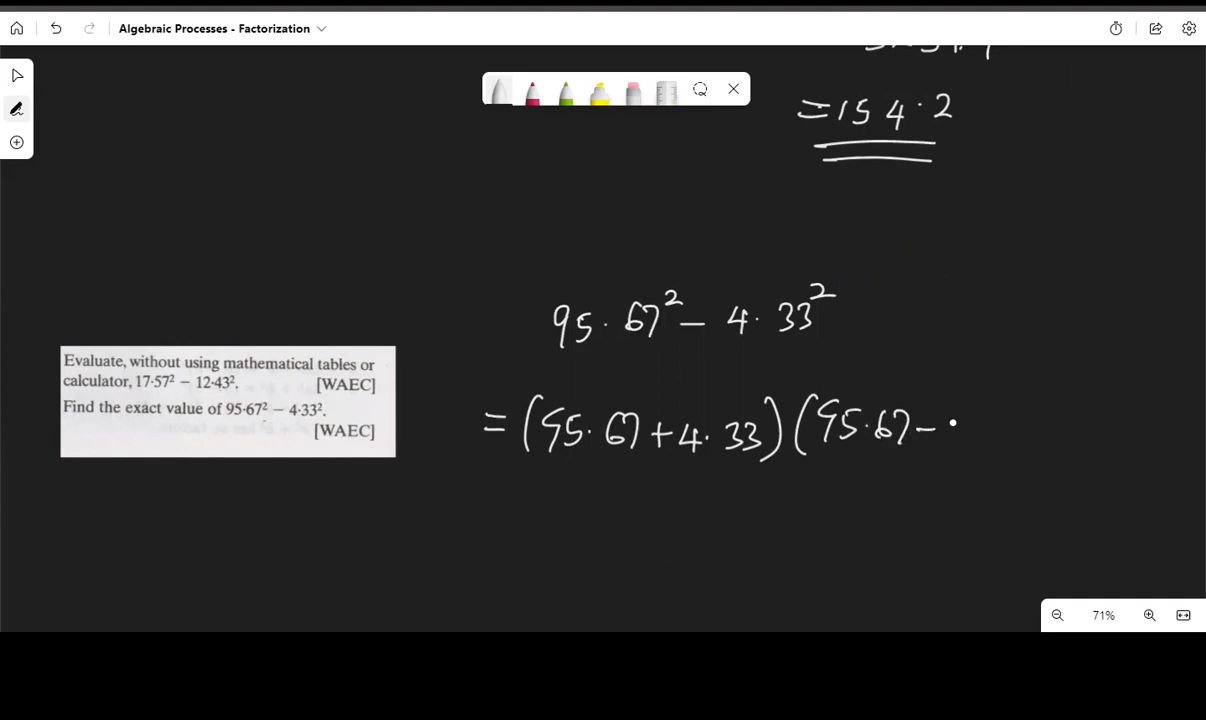 Algebraic Processes - Factorization
=154.2
95.67² - 4.33²
= (95.67+4.33)(95.67-
Evaluate, without using mathematical tables or
calculator, 17·57² − 12·43². [WAEC]
Find the exact value of 95·67² − 4·33².
[WAEC]
71%